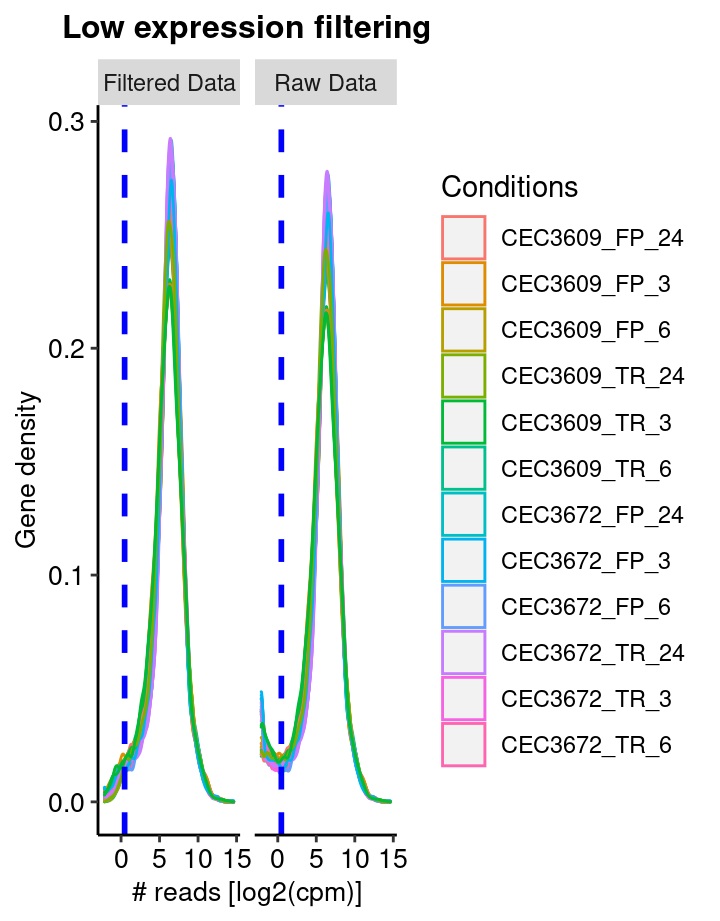 Low expression filtering
Filtered Data
Raw Data
0.3
0.2
0.1
0.0
Gene density
0 5 10 15
0 5 10 15
# reads [log2(cpm)]
Conditions
CEC3609_FP_24
CEC3609_FP_3
CEC3609_FP_6
CEC3609_TR_24
CEC3609_TR_3
CEC3609_TR_6
CEC3672_FP_24
CEC3672_FP_3
CEC3672_FP_6
CEC3672_TR_24
CEC3672_TR_3
CEC3672_TR_6